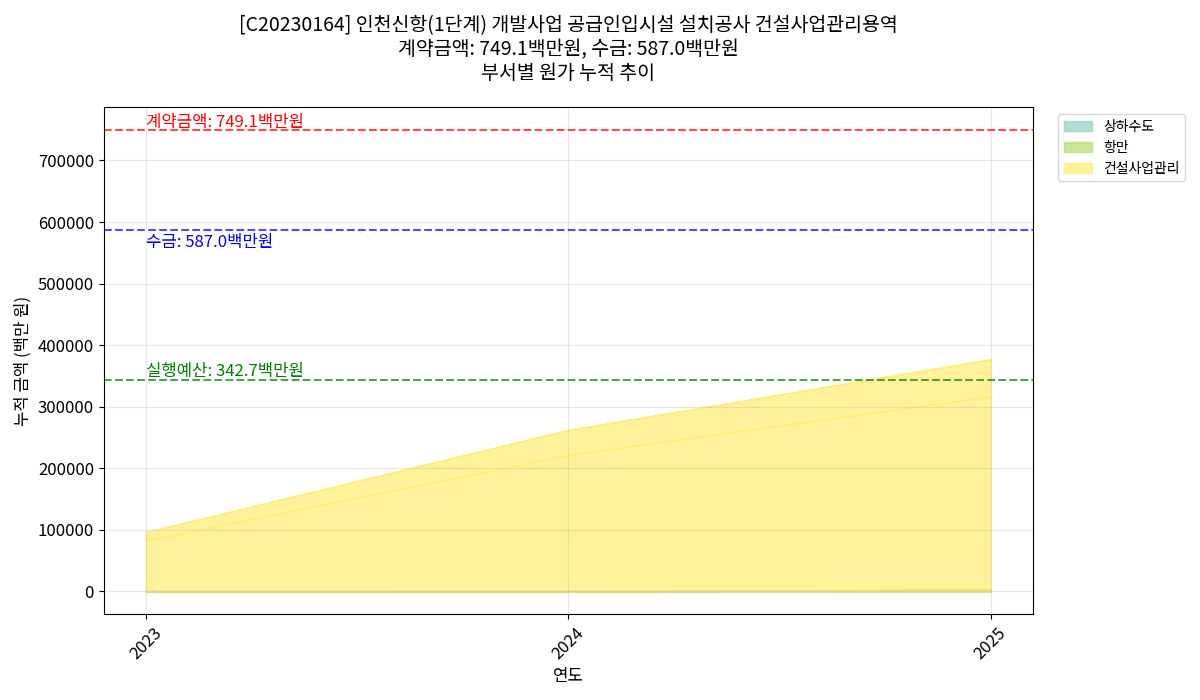 [C20230164] 인천신항(1단계) 개발사업 공급인입시설 설치공사 건설사업관리용역
계약금액: 749.1백만원, 수금: 587.0백만원
부서별 원가 누적 추이
계약금액: 749.1백만원
수금: 587.0백만원
실행예산: 342.7백만원
상하수도
항만
건설사업관리
누적 금액 (백만 원)
700000
600000
500000
400000
300000
200000
100000
0
2023
2024
2025
연도